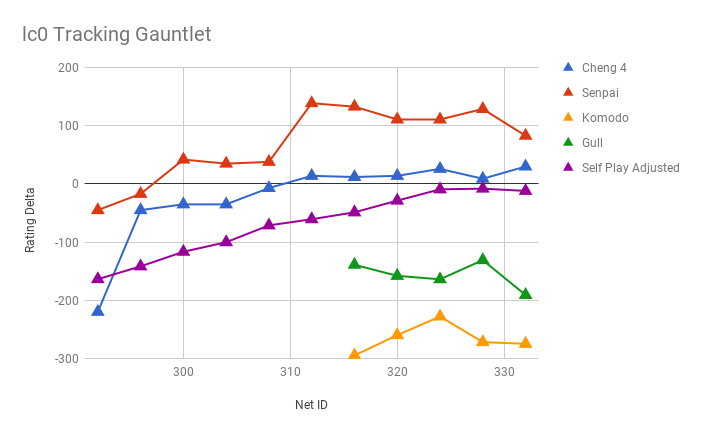 lc0 Tracking Gauntlet
200
100
0
-100
-200
-300
Rating Delta
300
310
320
330
Net ID
Cheng 4
Senpai
Komodo
Gull
Self Play Adjusted